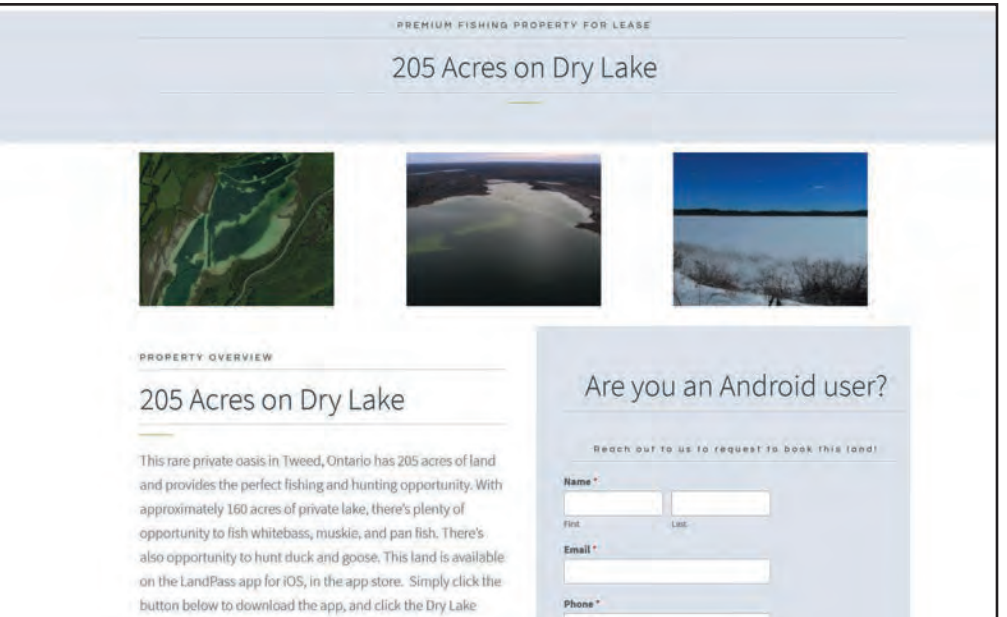 PREMIUM FISHING PROPERTY FOR LEASE
205 Acres on Dry Lake
PROPERTY OVERVIEW
205 Acres on Dry Lake
This rare private oasis in Tweed, Ontario has 205 acres of land
and provides the perfect fishing and hunting opportunity. With
approximately 160 acres of private lake, there's plenty of
opportunity to fish whitebass, muskie, and pan fish. There's
also opportunity to hunt duck and goose. This land is available
on the LandPass app for iOS, in the app store. Simply click the
button below to download the app, and click the Dry Lake
Are you an Android user?
Reach out to us to request to book this land!
Name *
First
Last
Email *
Phone *